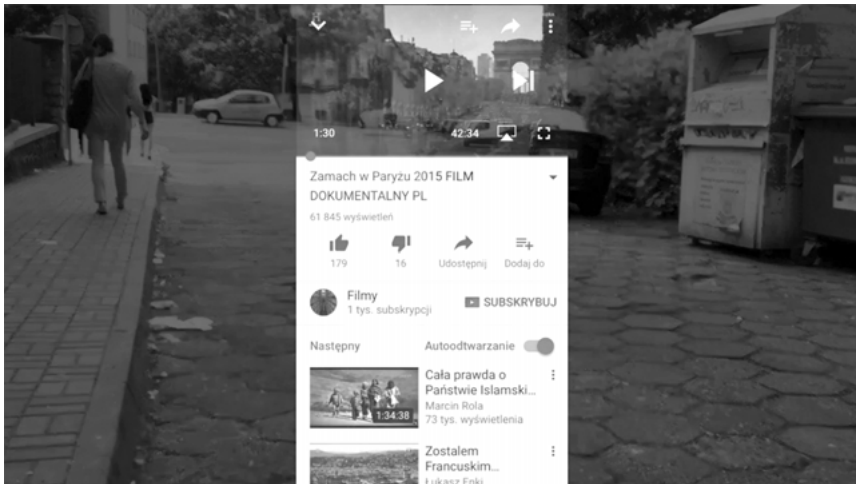 1:30
42:34
Zamach w Paryżu 2015 FILM
DOKUMENTALNY PL
61 845 wyświetleń
179
16
Udostępnij
Dodaj do
Filmy
1 tys. subskrypcji
SUBSKRYBUJ
Następny
Autoodtwarzanie
Cała prawda o
Państwie Islamski...
Marcin Rola
73 tys. wyświetlenia
1:34:38
Zostałem
Francuskim...
Łukasz Enki